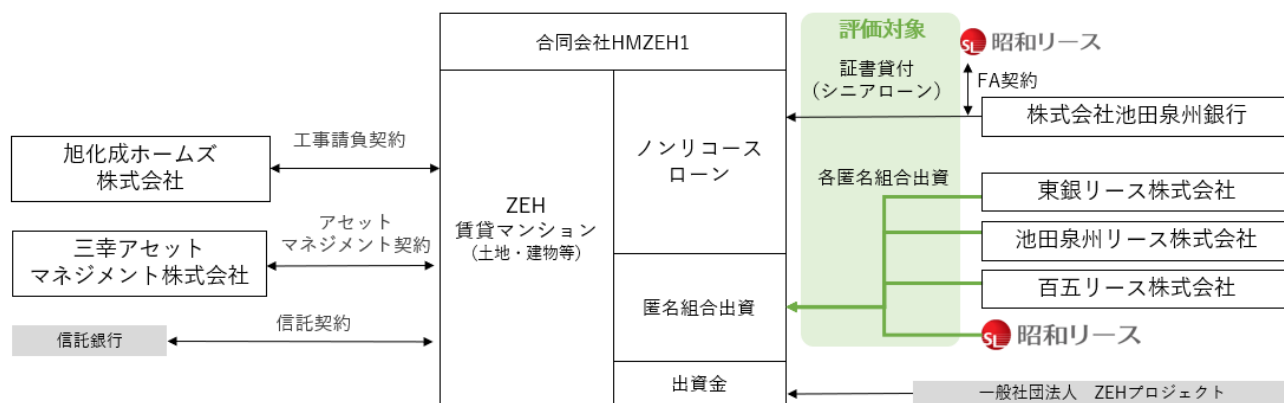 合同会社HMZEH1
評価対象
SL 昭和リース
証書貸付
(シニアローン)
FA契約
株式会社池田泉州銀行
旭化成ホームズ
株式会社
工事請負契約
ノンリコース
ローン
各匿名組合出資
東銀リース株式会社
ZEH
賃貸マンション
(土地・建物等)
アセット
マネジメント契約
三幸アセット
マネジメント株式会社
池田泉州リース株式会社
百五リース株式会社
匿名組合出資
信託銀行
信託契約
SL 昭和リース
出資金
一般社団法人 ZEHプロジェクト